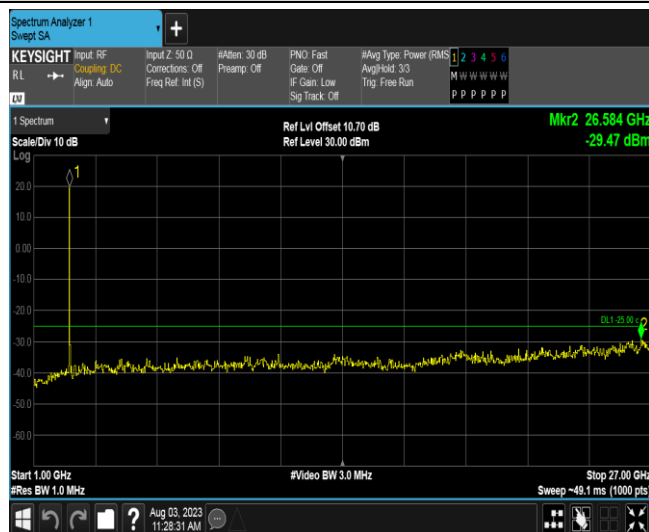 Spectrum Analyzer 1
Swept SA
KEYSIGHT
RL
LXI
Input: RF
Coupling: DC
Align: Auto
Input Z: 50 Ω
Corrections: Off
Freq Ref: Int (S)
#Atten: 30 dB
Preamp: Off
PNO: Fast
Gate: Off
IF Gain: Low
Sig Track: Off
#Avg Type: Power (RMS
Avg|Hold: 3/3
Trig: Free Run
1 2 3 4 5 6
M W W W W W
P P P P P P
1 Spectrum
Scale/Div 10 dB
Log
Ref Lvl Offset 10.70 dB
Ref Level 30.00 dBm
Mkr2 26.584 GHz
-29.47 dBm
1
20.0
10.0
0.00
-10.0
-20.0
DL1 -25.00
2
-30.0
-40.0
-50.0
-60.0
Start 1.00 GHz
#Res BW 1.0 MHz
#Video BW 3.0 MHz
Stop 27.00 GHz
Sweep ~49.1 ms (1000 pts)
?
Aug 03, 2023
11:28:31 AM